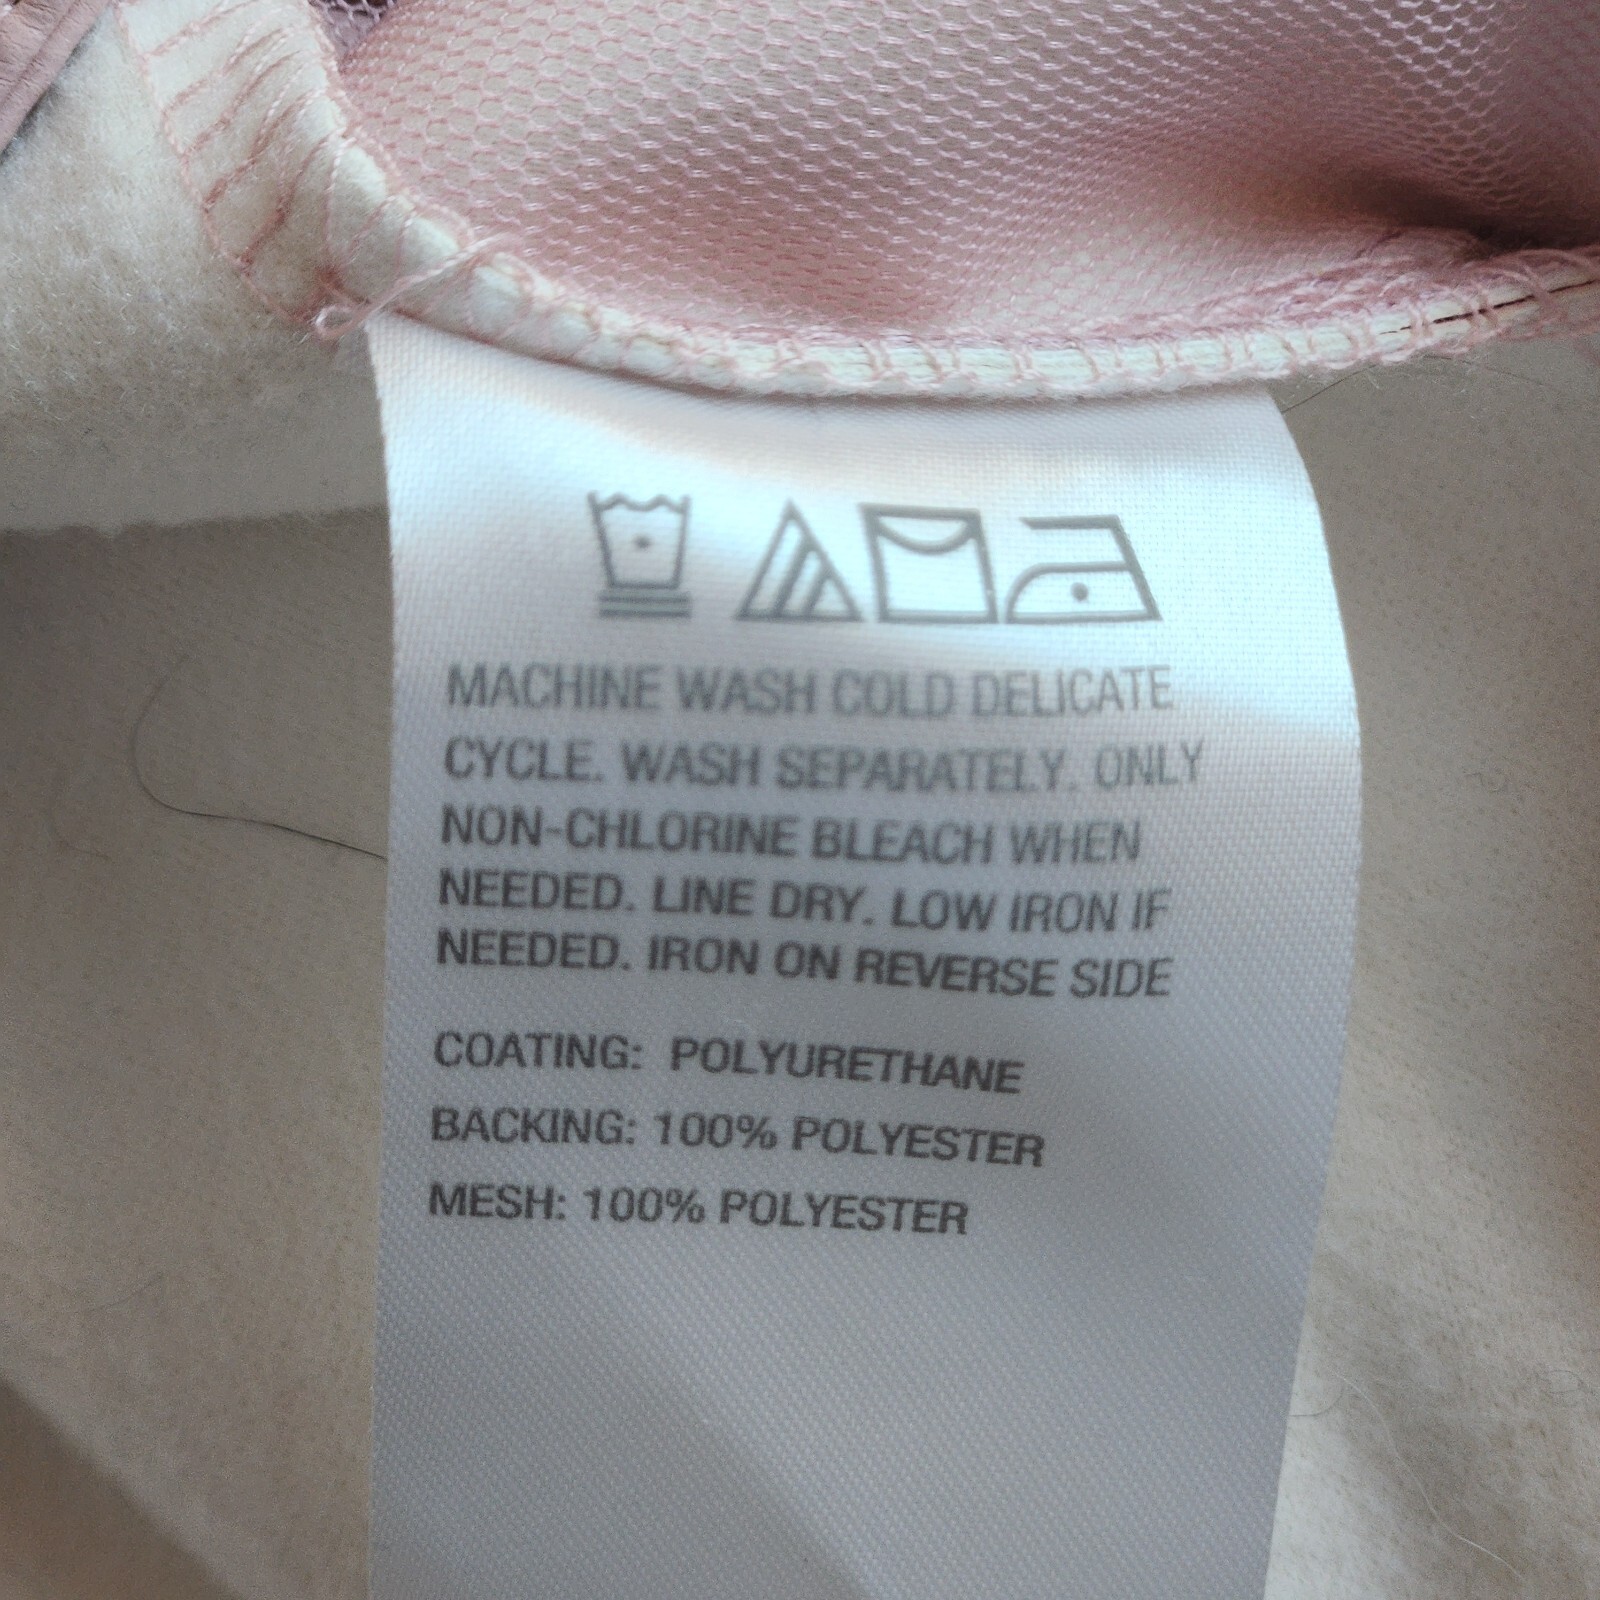 MACHINE WASH COLD DELICATE
CYCLE. WASH SEPARATELY. ONLY
NON-CHLORINE BLEACH WHEN
NEEDED. LINE DRY. LOW IRON IF
NEEDED. IRON ON REVERSE SIDE
COATING: POLYURETHANE
BACKING: 100% POLYESTER
MESH: 100% POLYESTER